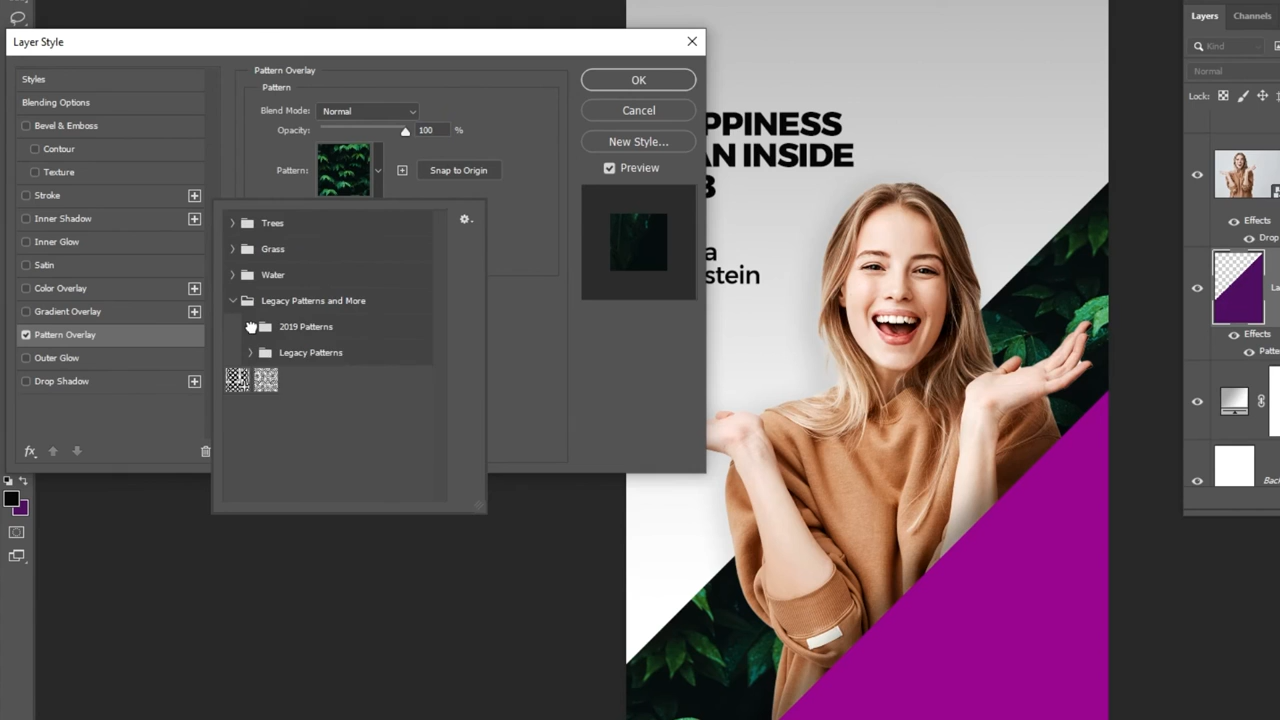 Layer Style
Styles
Blending Options
Bevel & Emboss
Contour
Texture
Stroke
Inner Shadow
Inner Glow
Satin
Color Overlay
Gradient Overlay
Pattern Overlay
Outer Glow
Drop Shadow
fx
Pattern Overlay
Pattern
Blend Mode: Normal
Opacity: 100 %
Pattern: Snap to Origin
Trees
Grass
Water
Legacy Patterns and More
2019 Patterns
Legacy Patterns
OK
Cancel
New Style...
Preview
PPINESS
AN INSIDE
stein
Layers Channels
Kind
Normal
Lock:
Effects
Drop
La
Effects
Patte
Back